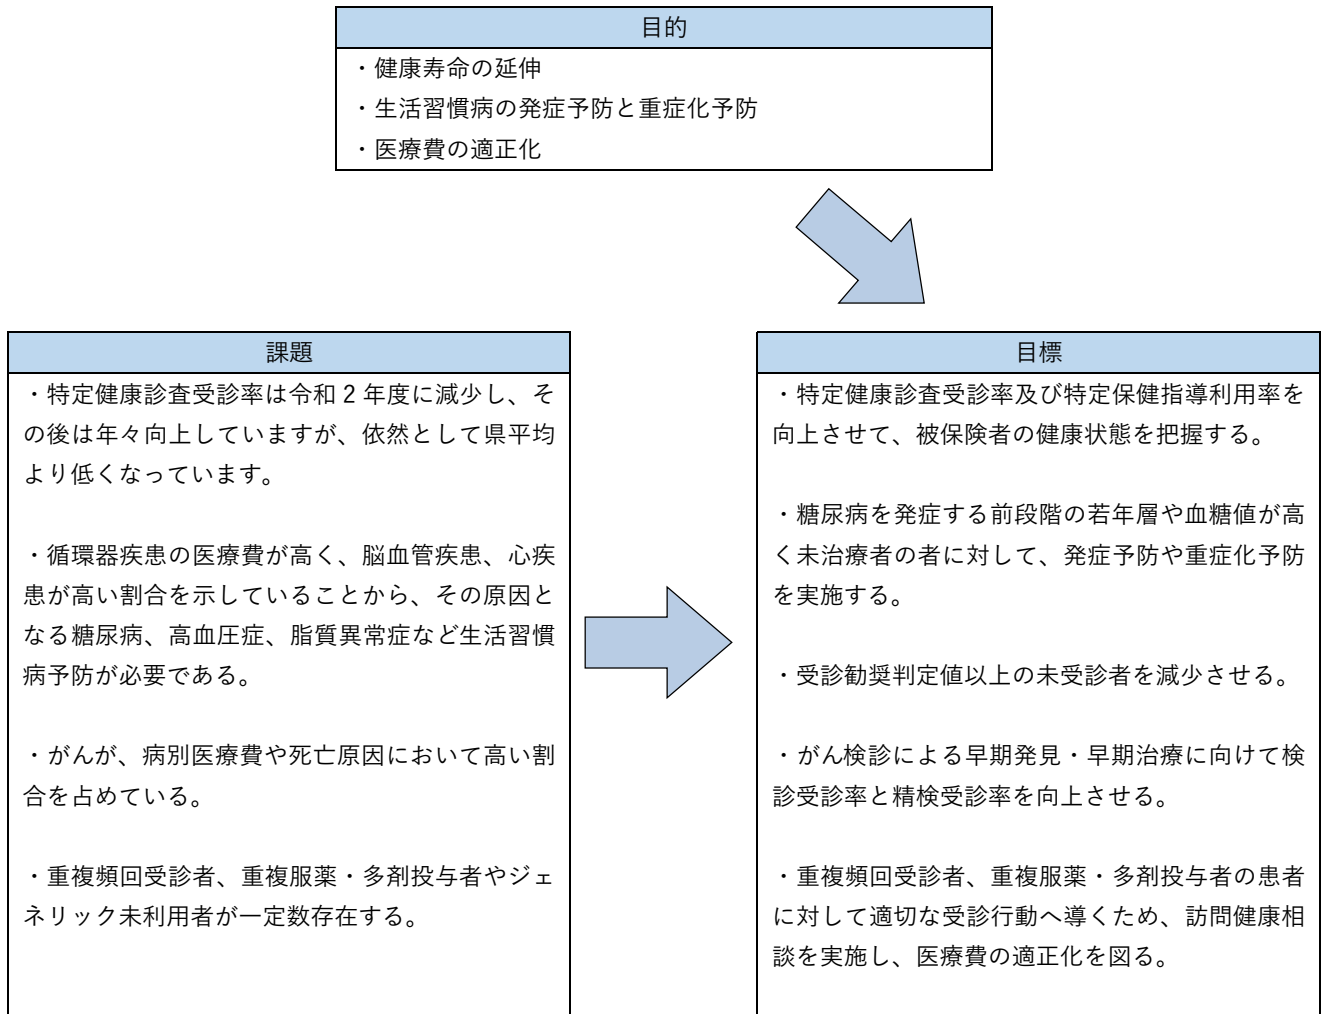 目的
・健康寿命の延伸
・生活習慣病の発症予防と重症化予防
・医療費の適正化
課題
・特定健康診査受診率は令和2年度に減少し、そ
の後は年々向上していますが、依然として県平均
より低くなっています。
・循環器疾患の医療費が高く、脳血管疾患、心疾
患が高い割合を示していることから、その原因と
なる糖尿病、高血圧症、脂質異常症など生活習慣
病予防が必要である。
・がんが、病別医療費や死亡原因において高い割
合を占めている。
・重複頻回受診者、重複服薬・多剤投与者やジェ
ネリック未利用者が一定数存在する。
目標
・特定健康診査受診率及び特定保健指導利用率を
向上させて、被保険者の健康状態を把握する。
・糖尿病を発症する前段階の若年層や血糖値が高
く未治療者の者に対して、発症予防や重症化予防
を実施する。
・受診勧奨判定値以上の未受診者を減少させる。
・がん検診による早期発見・早期治療に向けて検
診受診率と精検受診率を向上させる。
・重複頻回受診者、重複服薬・多剤投与者の患者
に対して適切な受診行動へ導くため、訪問健康相
談を実施し、医療費の適正化を図る。